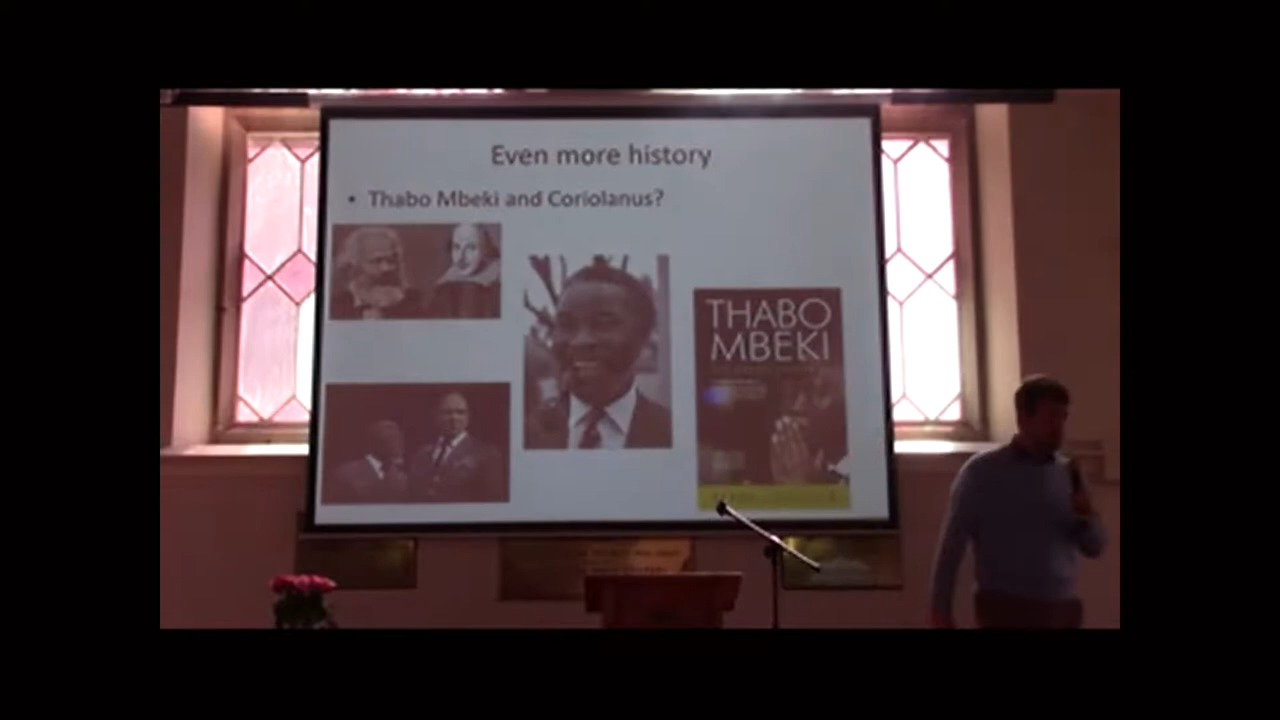 Even more history
• Thabo Mbeki and Coriolanus?
THABO
MBEKI